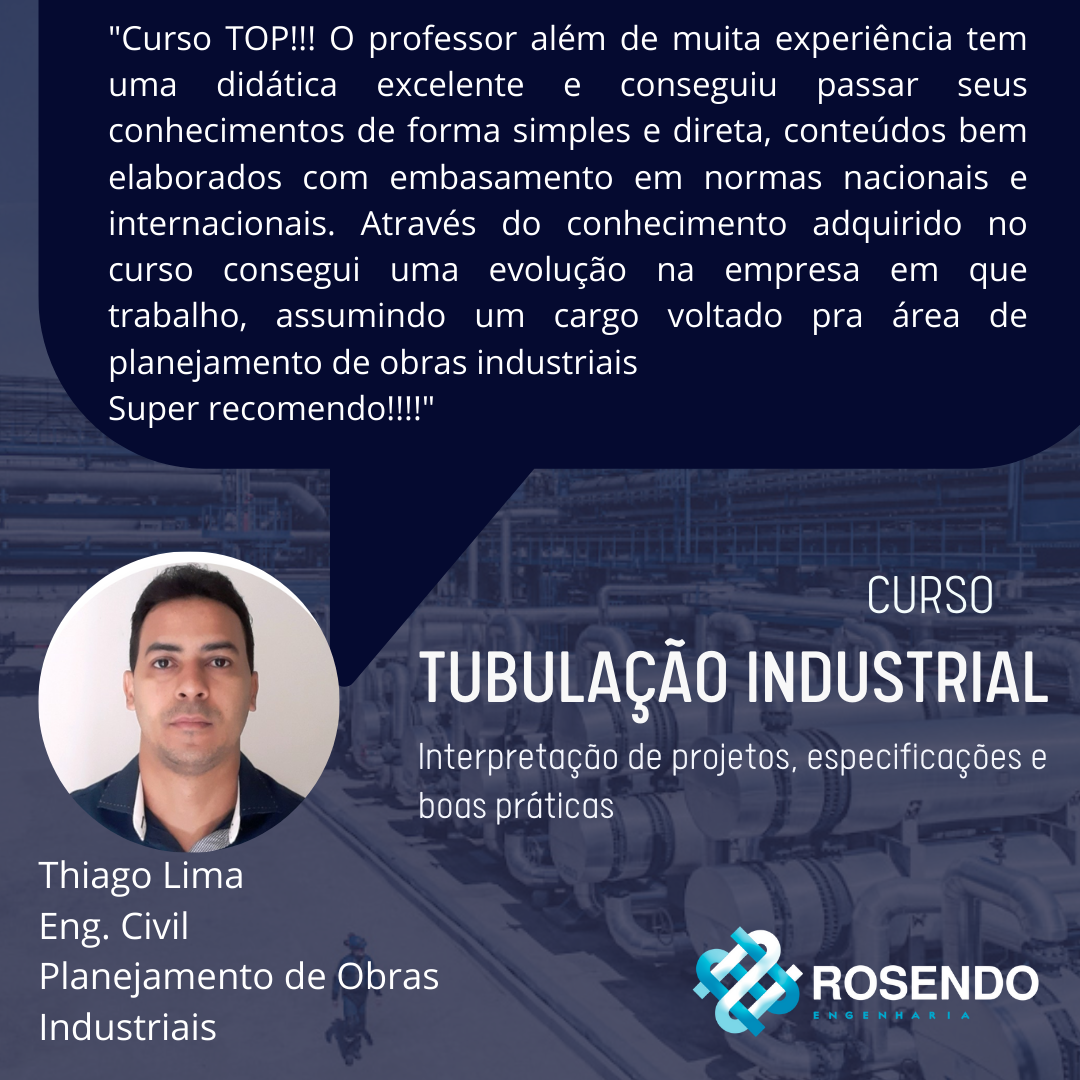 "Curso TOP!!! O professor além de muita experiência tem
uma didática excelente e conseguiu passar seus
conhecimentos de forma simples e direta, conteúdos bem
elaborados com embasamento em normas nacionais e
internacionais. Através do conhecimento adquirido no
curso consegui uma evolução na empresa em que
trabalho, assumindo um cargo voltado pra área de
planejamento de obras industriais
Super recomendo!!!!"
CURSO
TUBULAÇÃO INDUSTRIAL
Interpretação de projetos, especificações e
boas práticas
Thiago Lima
Eng. Civil
Planejamento de Obras
Industriais
ROSENDO
ENGENHARIA